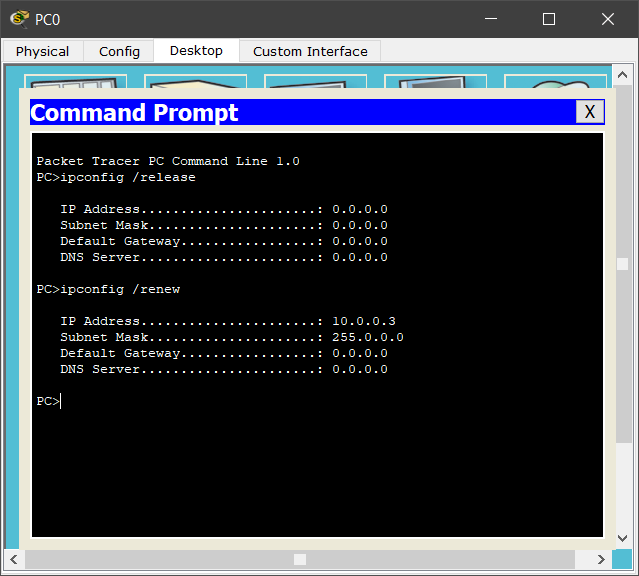 PC0
Physical Config Desktop Custom Interface
Command Prompt X
Packet Tracer PC Command Line 1.0
PC>ipconfig /release
IP Address......................: 0.0.0.0
Subnet Mask.....................: 0.0.0.0
Default Gateway.................: 0.0.0.0
DNS Server......................: 0.0.0.0
PC>ipconfig /renew
IP Address......................: 10.0.0.3
Subnet Mask.....................: 255.0.0.0
Default Gateway.................: 0.0.0.0
DNS Server......................: 0.0.0.0
PC>